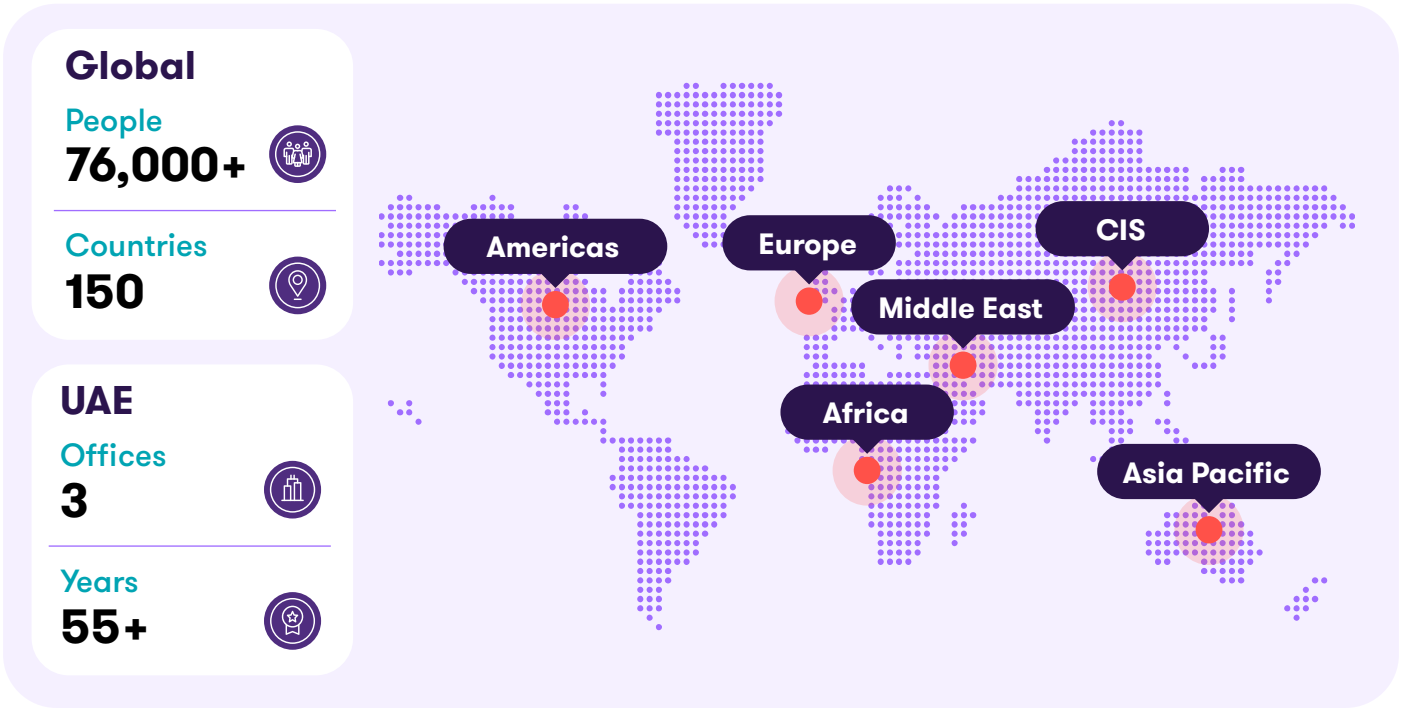 Global
People
76,000+
Countries
150
UAE
Offices
3
Years
55+
Americas
Europe
CIS
Middle East
Africa
Asia Pacific